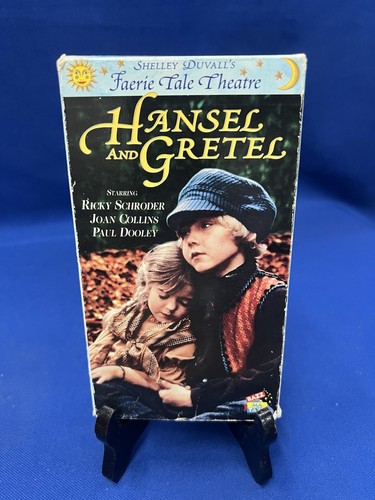 SHELLEY DUVALL'S
Faerie Tale Theatre
HANSEL
AND GRETEL
STARRING
RICKY SCHRODER
JOAN COLLINS
PAUL DOOLEY